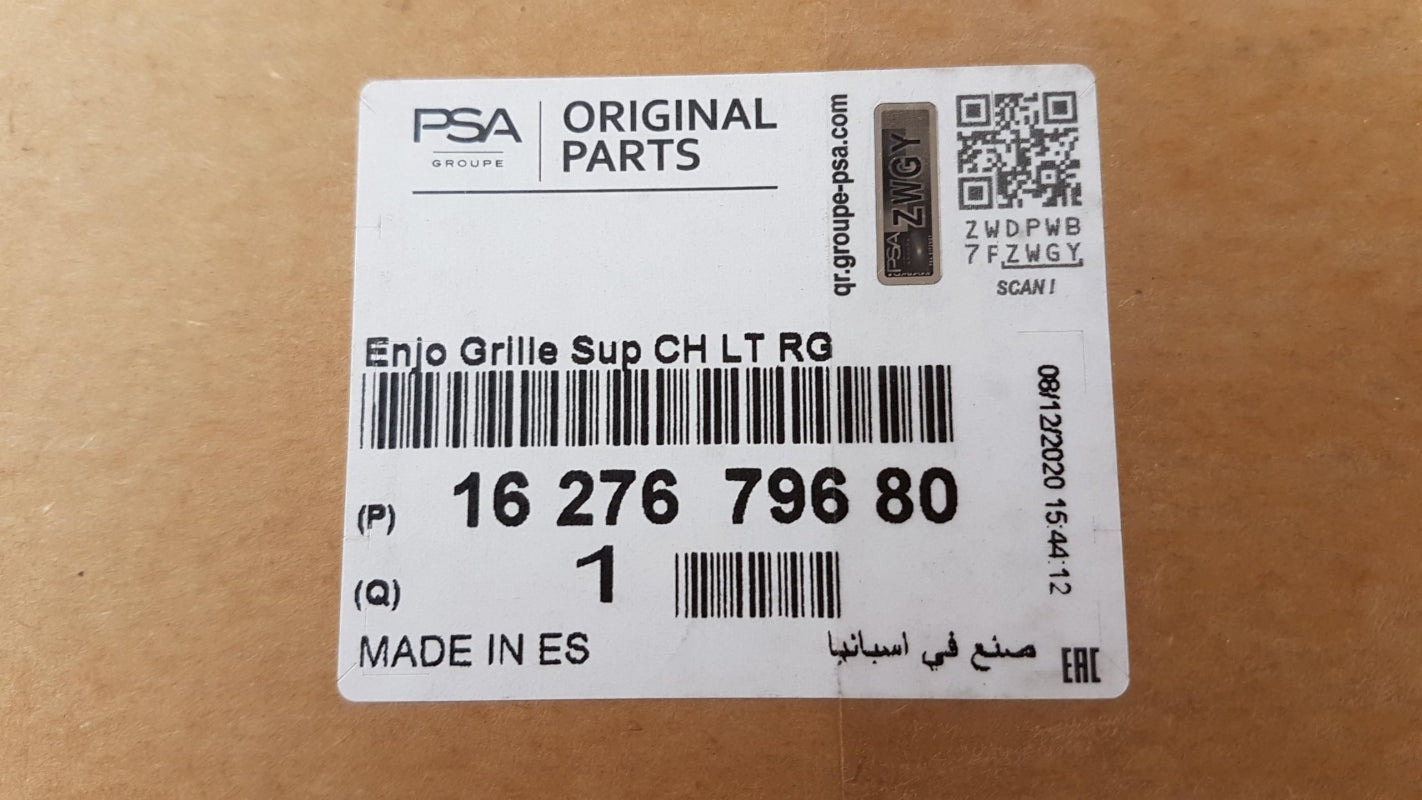 PSA
GROUPE
ORIGINAL
PARTS
qr.groupe-psa.com
PSA
ZWGY
ZWDPWB
7FZWGY
SCAN!
Enjo Grille Sup CH LT RG
(P) 16 276 796 80
(Q) 1
08/12/2020 15:44:12
MADE IN ES
صنع في اسبانيا
EAC